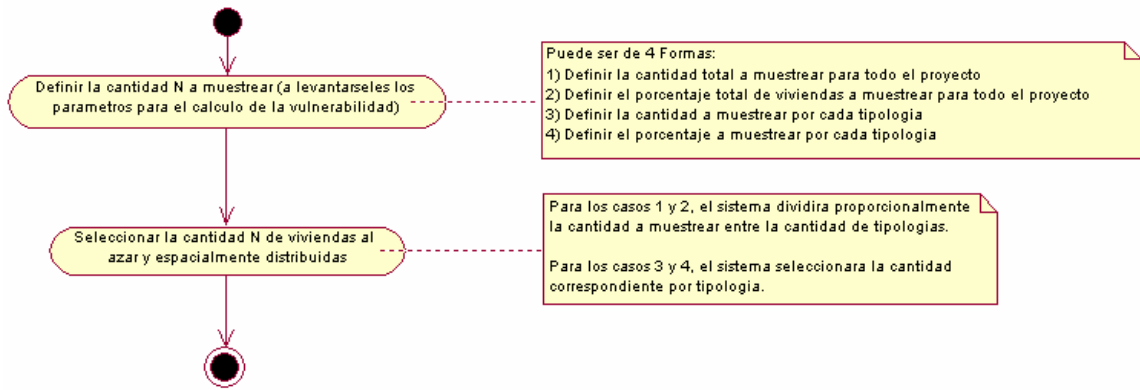 Definir la cantidad N a muestrear (a levantarseles los
parametros para el calculo de la vulnerabilidad)
Puede ser de 4 Formas:
1) Definir la cantidad total a muestrear para todo el proyecto
2) Definir el porcentaje total de viviendas a muestrear para todo el proyecto
3) Definir la cantidad a muestrear por cada tipologia
4) Definir el porcentaje a muestrear por cada tipologia
Seleccionar la cantidad N de viviendas al
azar y espacialmente distribuidas
Para los casos 1 y 2, el sistema dividira proporcionalmente
la cantidad a muestrear entre la cantidad de tipologias.
Para los casos 3 y 4, el sistema seleccionara la cantidad
correspondiente por tipologia.